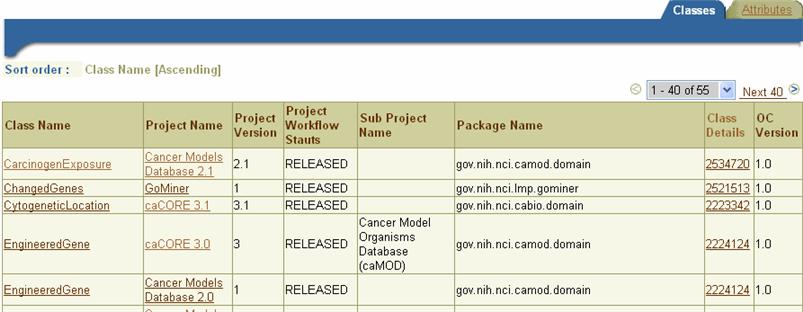 Classes Attributes
Sort order : Class Name [Ascending]
1 - 40 of 55 Next 40
Class Name Project Name Project Version Project Workflow Stauts Sub Project Name Package Name Class Details OC Version
CarcinogenExposure Cancer Models Database 2.1 2.1 RELEASED gov.nih.nci.camod.domain 2534720 1.0
ChangedGenes GoMiner 1 RELEASED gov.nih.nci.lmp.gominer 2521513 1.0
CytogeneticLocation caCORE 3.1 3.1 RELEASED gov.nih.nci.cabio.domain 2223342 1.0
EngineeredGene caCORE 3.0 3 RELEASED Cancer Model Organisms Database (caMOD) gov.nih.nci.camod.domain 2224124 1.0
EngineeredGene Cancer Models Database 2.0 1 RELEASED gov.nih.nci.camod.domain 2224124 1.0